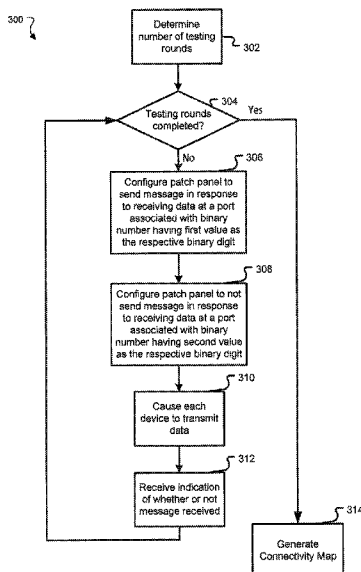 300
Determine
number of testing
rounds
302
304
Testing rounds
completed?
Yes
No
306
Configure patch panel to
send message in response
to receiving data at a port
associated with binary
number having first value as
the respective binary digit
308
Configure patch panel to not
send message in response
to receiving data at a port
associated with binary
number having second value
as the respective binary digit
310
Cause each
device to transmit
data
312
Receive indication
of whether or not
message received
314
Generate
Connectivity Map